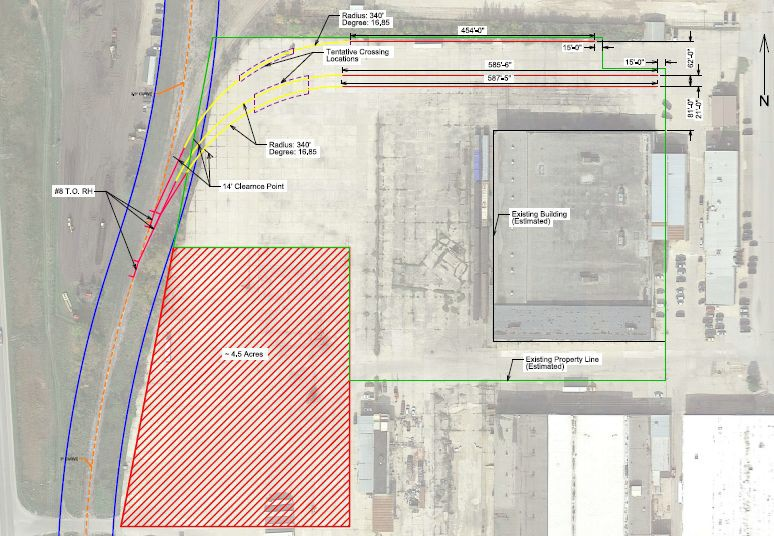 Radius: 340'
Degree: 16,85
454'-0"
15'-0"
Tentative Crossing
Locations
15'-0"
62'-0"
585'-6"
587'-5"
81'-0"
21'-0"
N
Radius: 340'
Degree: 16,85
14' Clearnce Point
#8 T.O. RH
Existing Building
(Estimated)
~ 4.5 Acres
Existing Property Line
(Estimated)